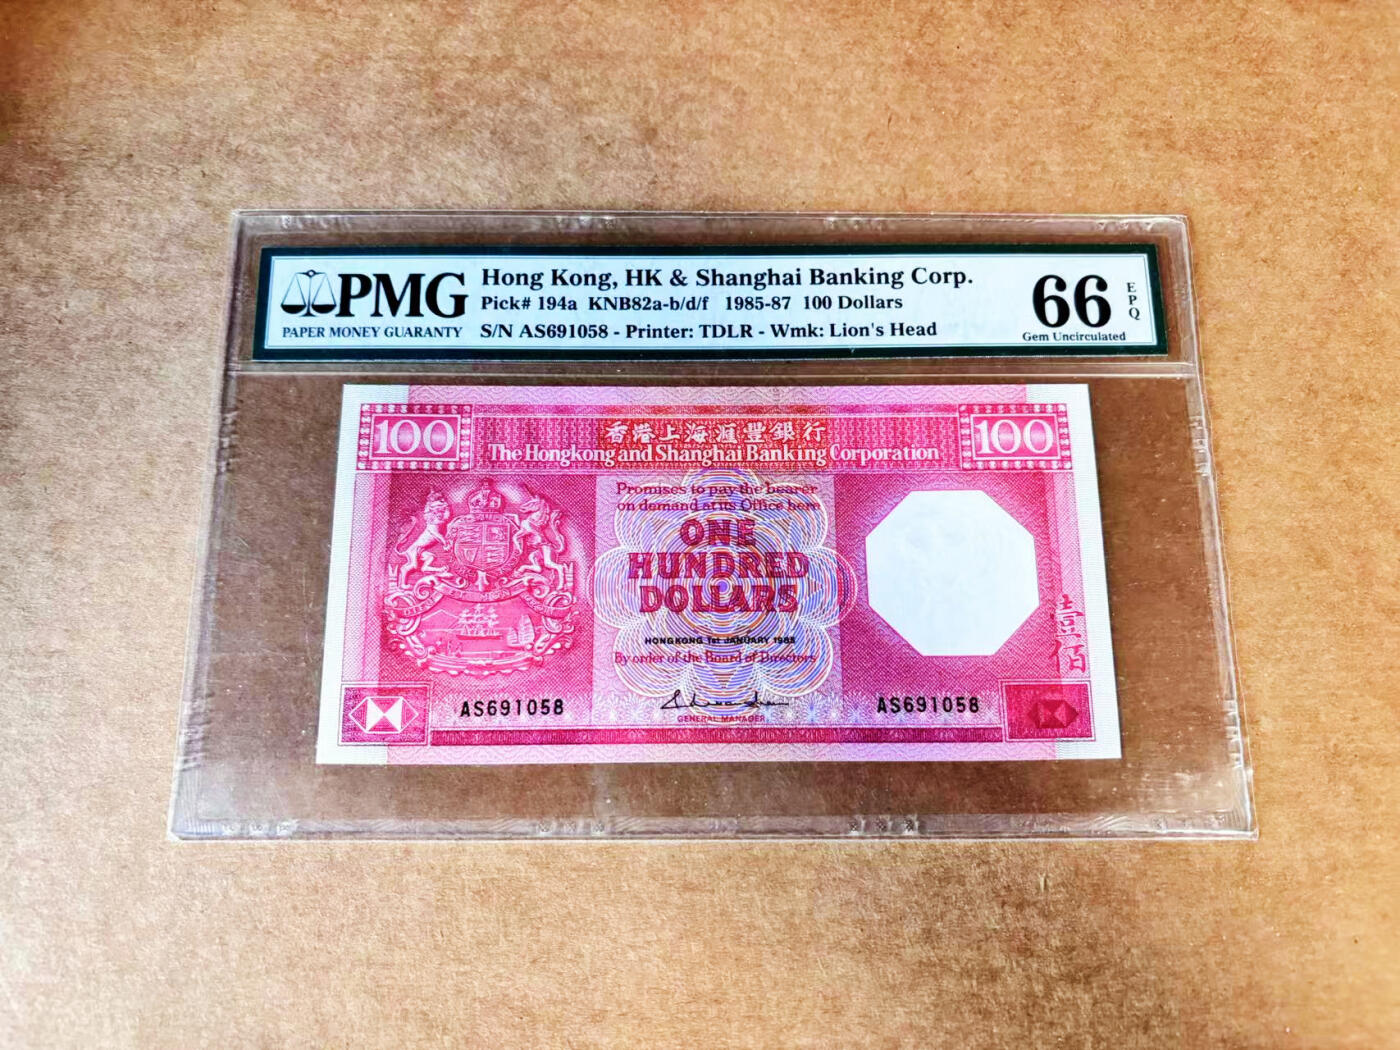 PMG
PAPER MONEY GUARANTY
Hong Kong, HK & Shanghai Banking Corp.
Pick# 194a KNB82a-b/d/f 1985-87 100 Dollars
S/N AS691058 - Printer: TDLR - Wmk: Lion's Head
66
EPQ
Gem Uncirculated
100
香港上海滙豐銀行
100
The Hongkong and Shanghai Banking Corporation
Promises to pay the bearer
on demand at its Office here
ONE
HUNDRED
DOLLARS
HONGKONG 1st JANUARY 1985
By order of the Board of Directors
壹佰
AS691058
AS691058
GENERAL MANAGER